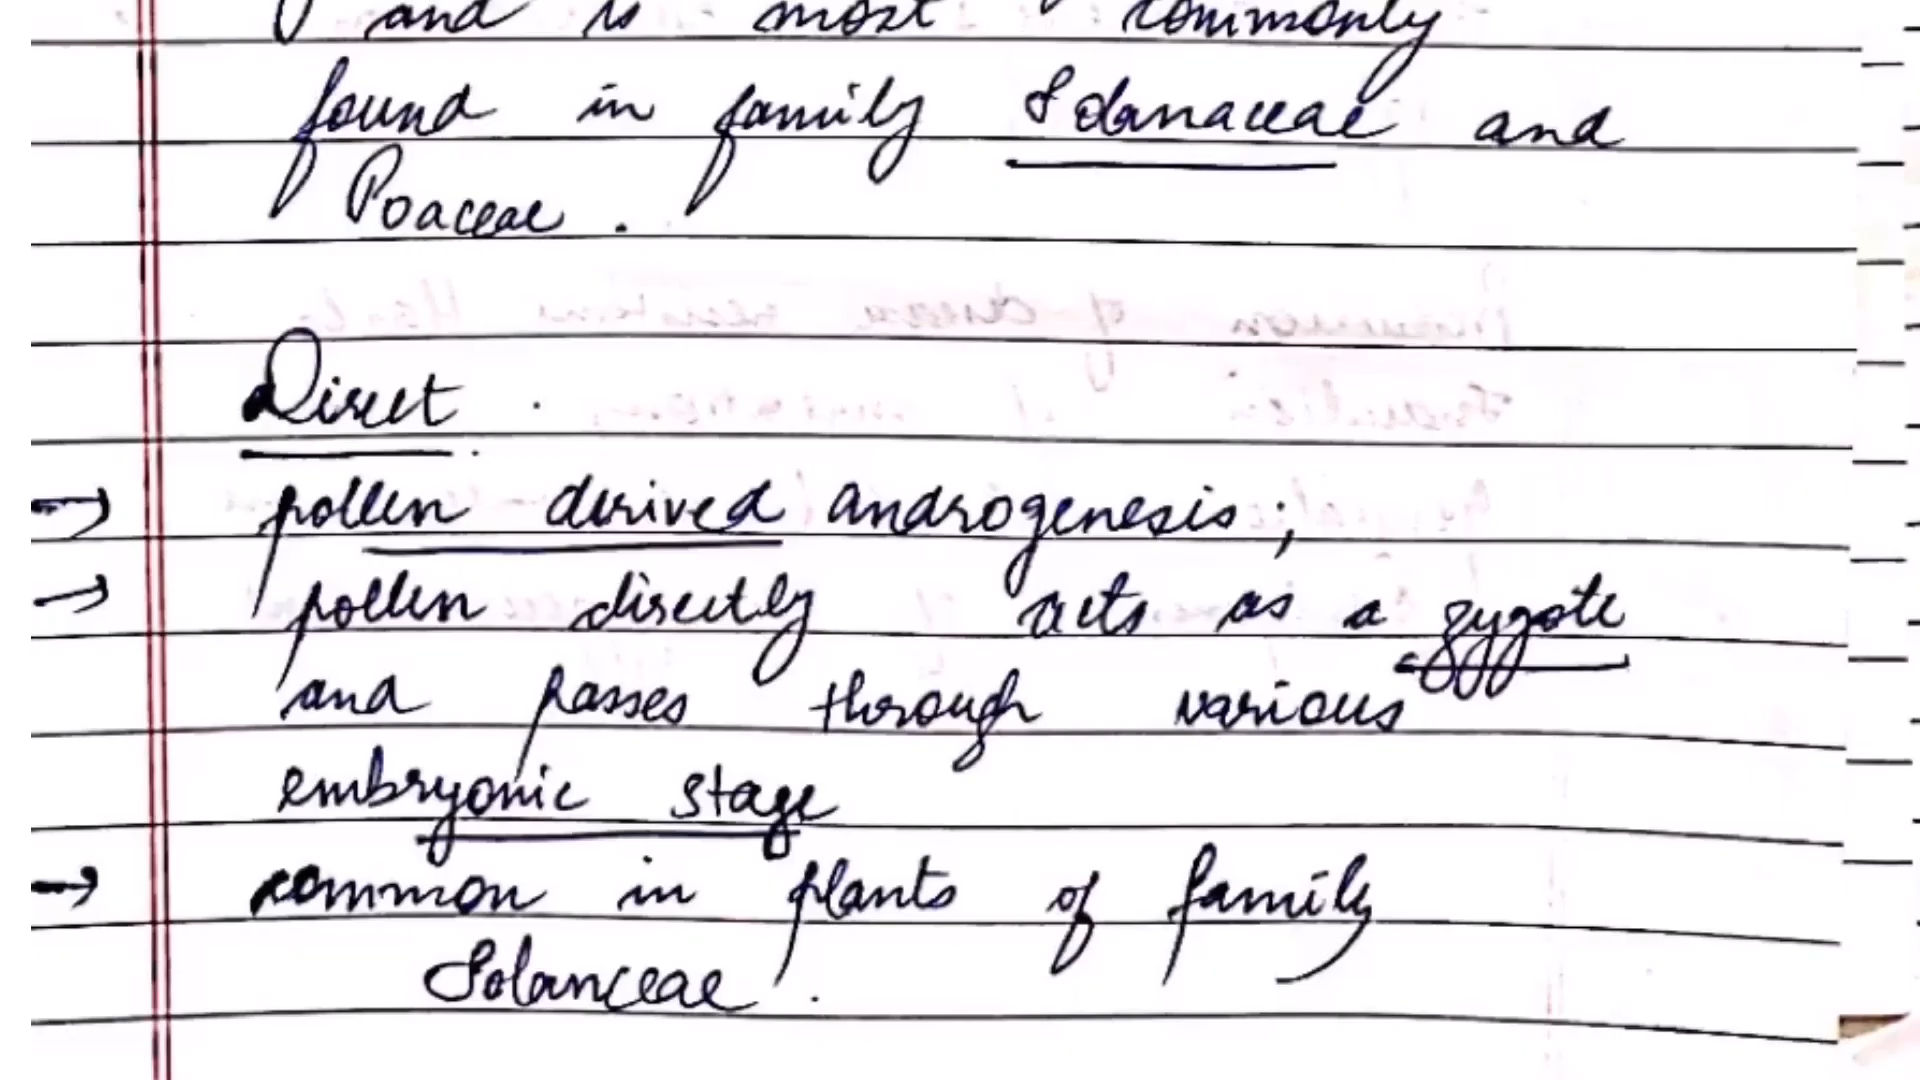 and is most commonly
found in family Solanaceae and
Poaceae.
Direct
→ pollen derived androgenesis;
→ pollen directly acts as a zygote
and passes through various
embryonic stage
→ common in plants of family
Solanceae.